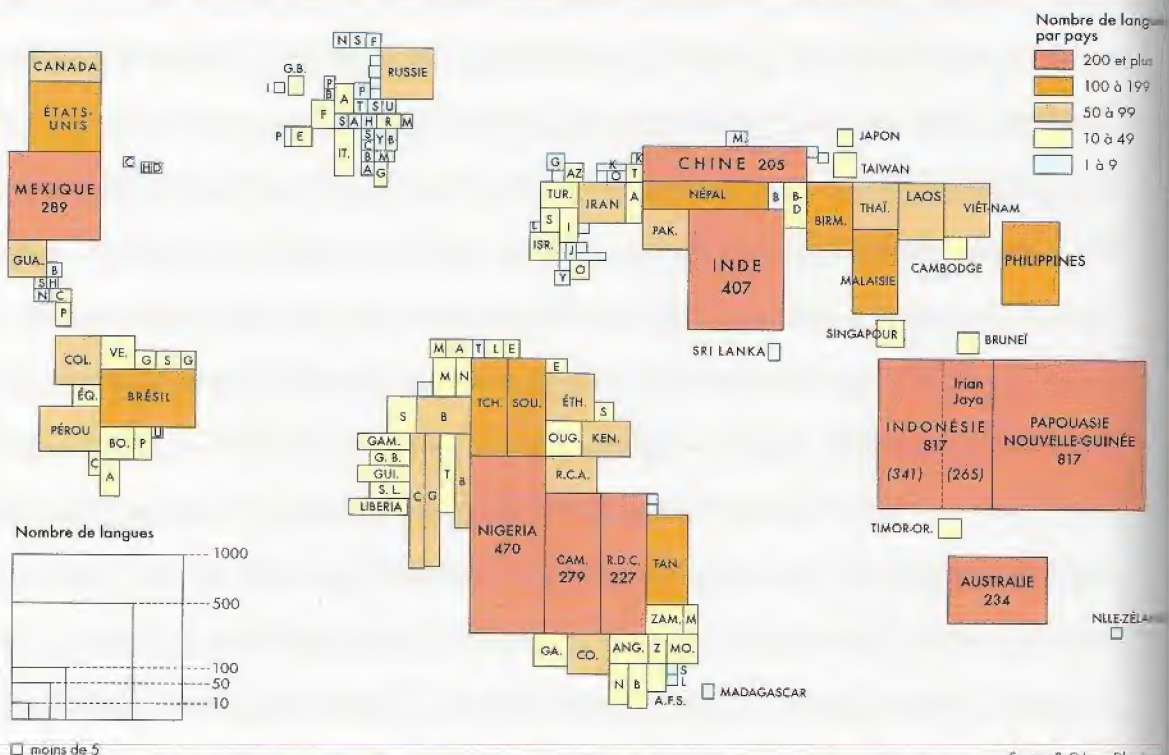 Nombre de langues
par pays
200 et plus
100 à 199
50 à 99
10 à 49
1 à 9
CANADA
ÉTATS-
UNIS
MEXIQUE
289
GUA.
B
S H
N C
P
C
H D
COL.
VE.
G S G
ÉQ.
BRÉSIL
PÉROU
BO.
P
U
C
A
N S F
RUSSIE
G.B.
I
P
B
A
P
F
T S U
S A H R M
P E
IT.
S Y B
C
B M
A G
M
JAPON
TAIWAN
CHINE 205
G
AZ
K
O
K
T
TUR.
IRAN
A
NÉPAL
B
B-
D
BIRM.
THAÏ.
LAOS
VIÊT-NAM
L
S
I
ISR.
J
Y
O
PAK.
INDE
407
MALAISIE
CAMBODGE
PHILIPPINES
SINGAPOUR
BRUNEÏ
SRI LANKA
M A T L E
M N
TCH.
SOU.
E
ÉTH.
S
S
B
OUG.
KEN.
GAM.
G. B.
GUI.
S. L.
LIBERIA
C G T B
R.C.A.
NIGERIA
470
CAM.
279
R.D.C.
227
TAN.
ZAM. M
GA.
CO.
ANG. Z MO.
N B
S
L
A.F.S.
MADAGASCAR
Irian
Jaya
INDONÉSIE
817
(341)
(265)
PAPOUASIE
NOUVELLE-GUINÉE
817
TIMOR-OR.
AUSTRALIE
234
NLLE-ZÉLAN
Nombre de langues
1000
500
100
50
10
moins de 5